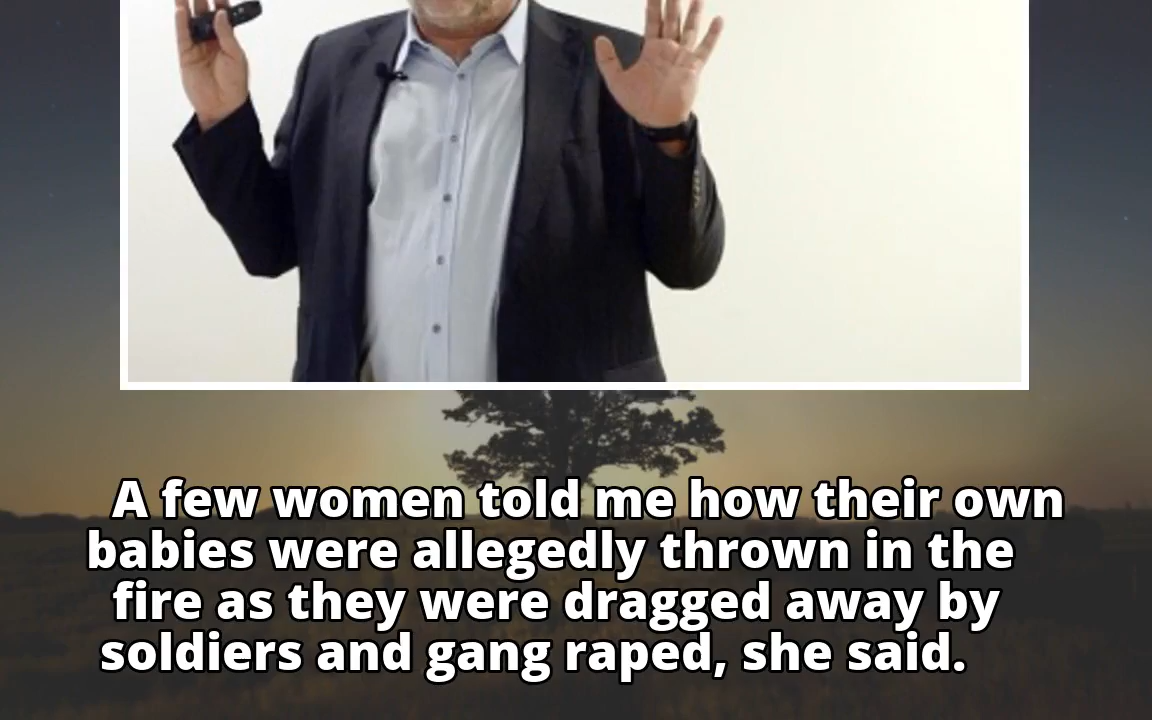 A few women told me how their own
babies were allegedly thrown in the
fire as they were dragged away by
soldiers and gang raped, she said.